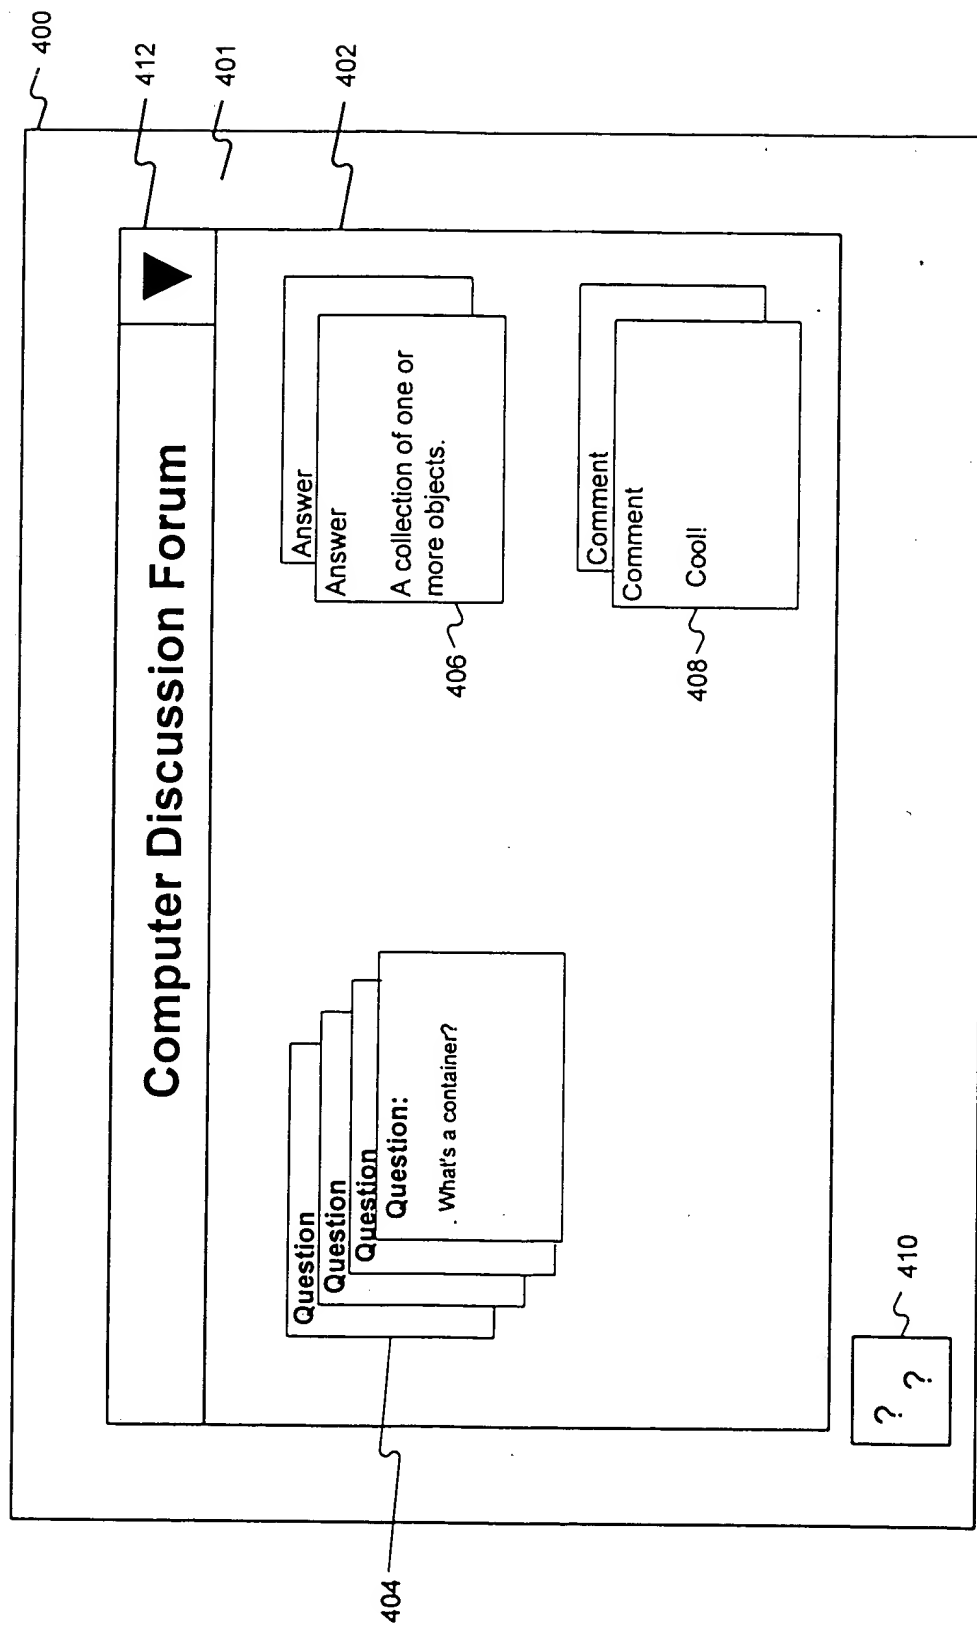 400
412
Computer Discussion Forum
401
402
Question
Question
Question
Question:
What's a container?
404
Answer
Answer
A collection of one or
more objects.
406
Comment
Comment
Cool!
408
? ?
410